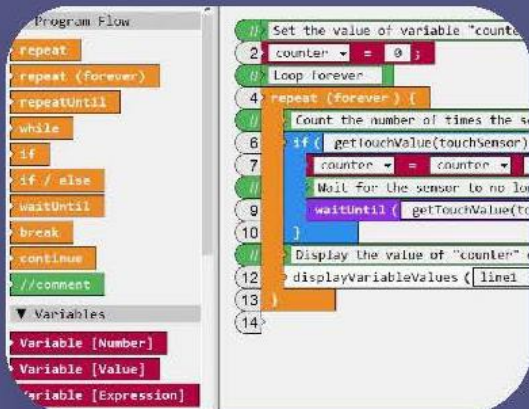 Program Flow
repeat
repeat (forever)
repeatUntil
while
if
if / else
waitUntil
break
continue
//comment
▼ Variables
Variable [Number]
Variable [Value]
Variable [Expression]
// Set the value of variable "counte
2 counter = 0 ;
// Loop forever
4 repeat (forever) {
// Count the number of times the se
6 if ( getTouchValue(touchSensor)
7 counter = counter
// Wait for the sensor to no lo
9 waitUntil ( getTouchValue(to
10 }
// Display the value of "counter"
12 displayVariableValues ( line1
13 }
14